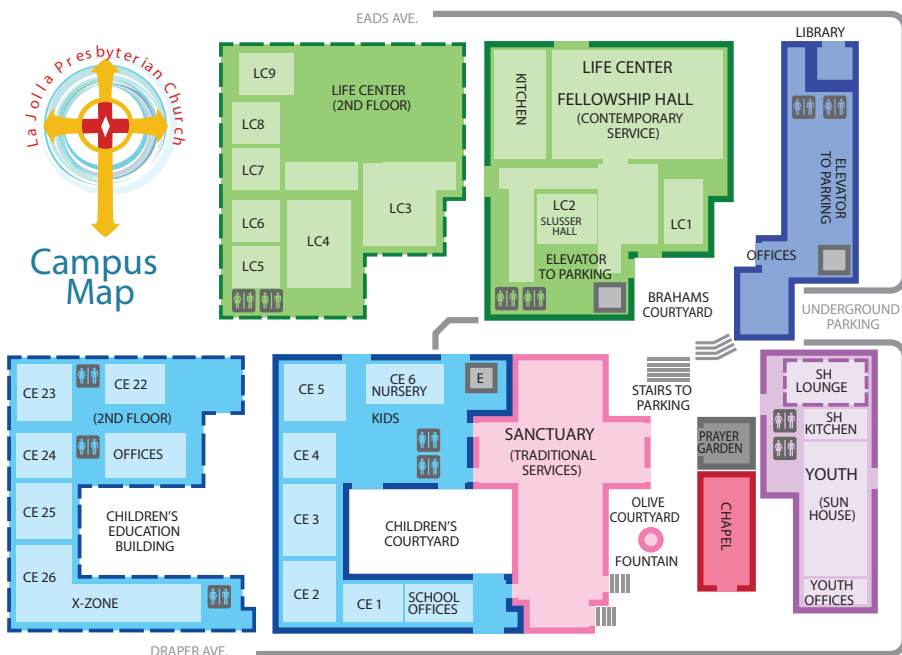 EADS AVE.
La Jolla Presbyterian Church
Campus
Map
LC9
LIFE CENTER
(2ND FLOOR)
LC8
LC7
LC6
LC5
LC4
LC3
KITCHEN
LIFE CENTER
FELLOWSHIP HALL
(CONTEMPORARY
SERVICE)
LC2
SLUSSER
HALL
LC1
ELEVATOR
TO PARKING
BRAHAMS
COURTYARD
LIBRARY
ELEVATOR
TO PARKING
OFFICES
UNDERGROUND
PARKING
STAIRS TO
PARKING
CE 23
CE 22
(2ND FLOOR)
CE 24
OFFICES
CE 25
CHILDREN'S
EDUCATION
BUILDING
CE 26
X-ZONE
CE 5
CE 6
NURSERY
E
KIDS
CE 4
CE 3
CHILDREN'S
COURTYARD
CE 2
CE 1
SCHOOL
OFFICES
SANCTUARY
(TRADITIONAL
SERVICES)
OLIVE
COURTYARD
FOUNTAIN
PRAYER
GARDEN
CHAPEL
SH
LOUNGE
SH
KITCHEN
YOUTH
(SUN
HOUSE)
YOUTH
OFFICES
DRAPER AVE.